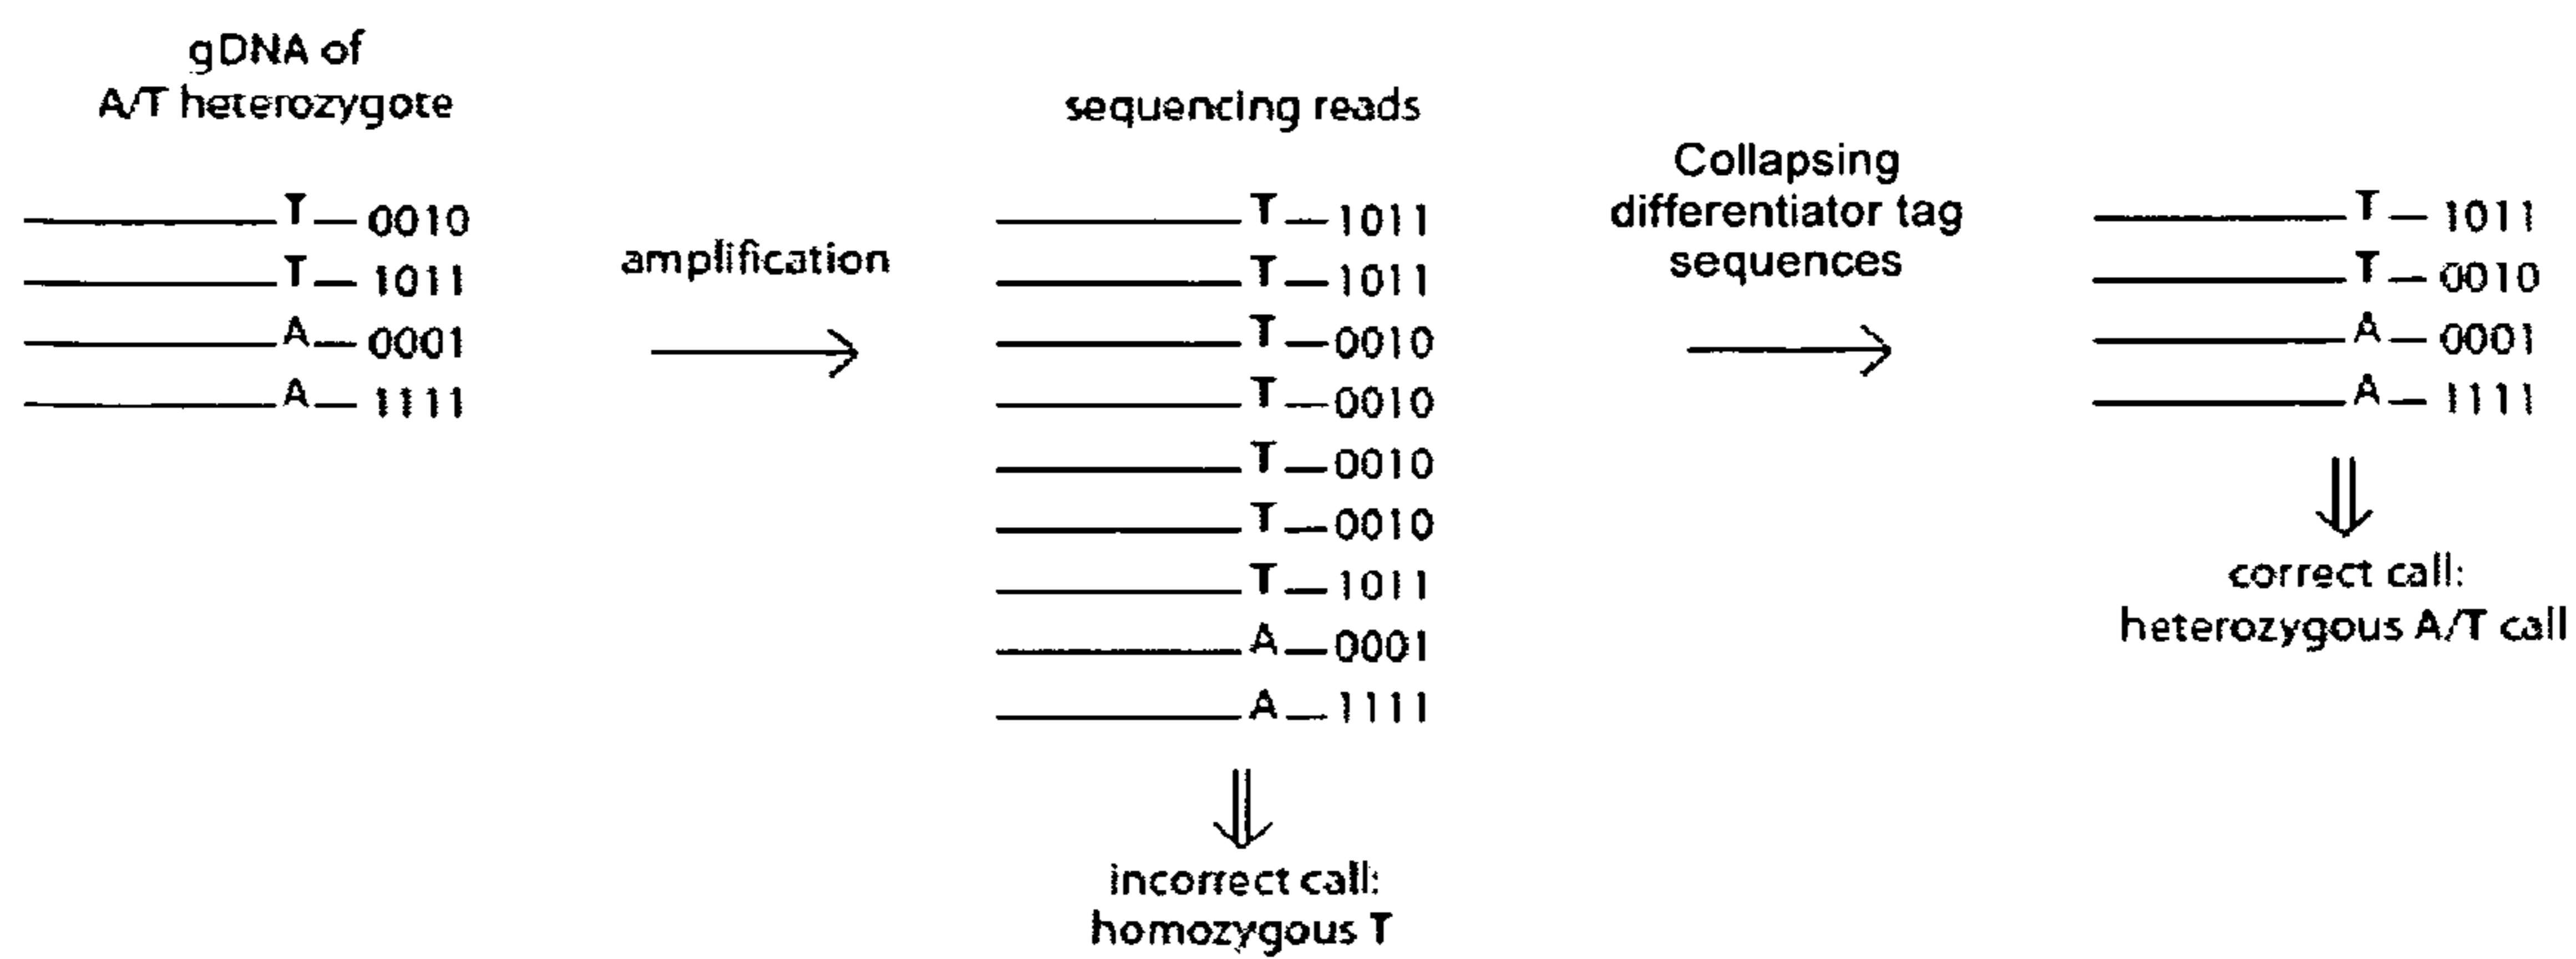 gDNA of
A/T heterozygote
T 0010
T 1011
A 0001
A 1111
amplification
sequencing reads
T 1011
T 1011
T 0010
T 0010
T 0010
T 0010
T 1011
A 0001
A 1111
incorrect call:
homozygous T
Collapsing
differentiator tag
sequences
T 1011
T 0010
A 0001
A 1111
correct call:
heterozygous A/T call